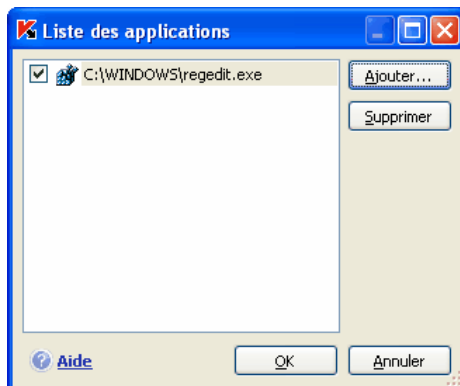 Liste des applications
C:\WINDOWS\regedit.exe
Ajouter...
Supprimer
Aide
OK
Annuler